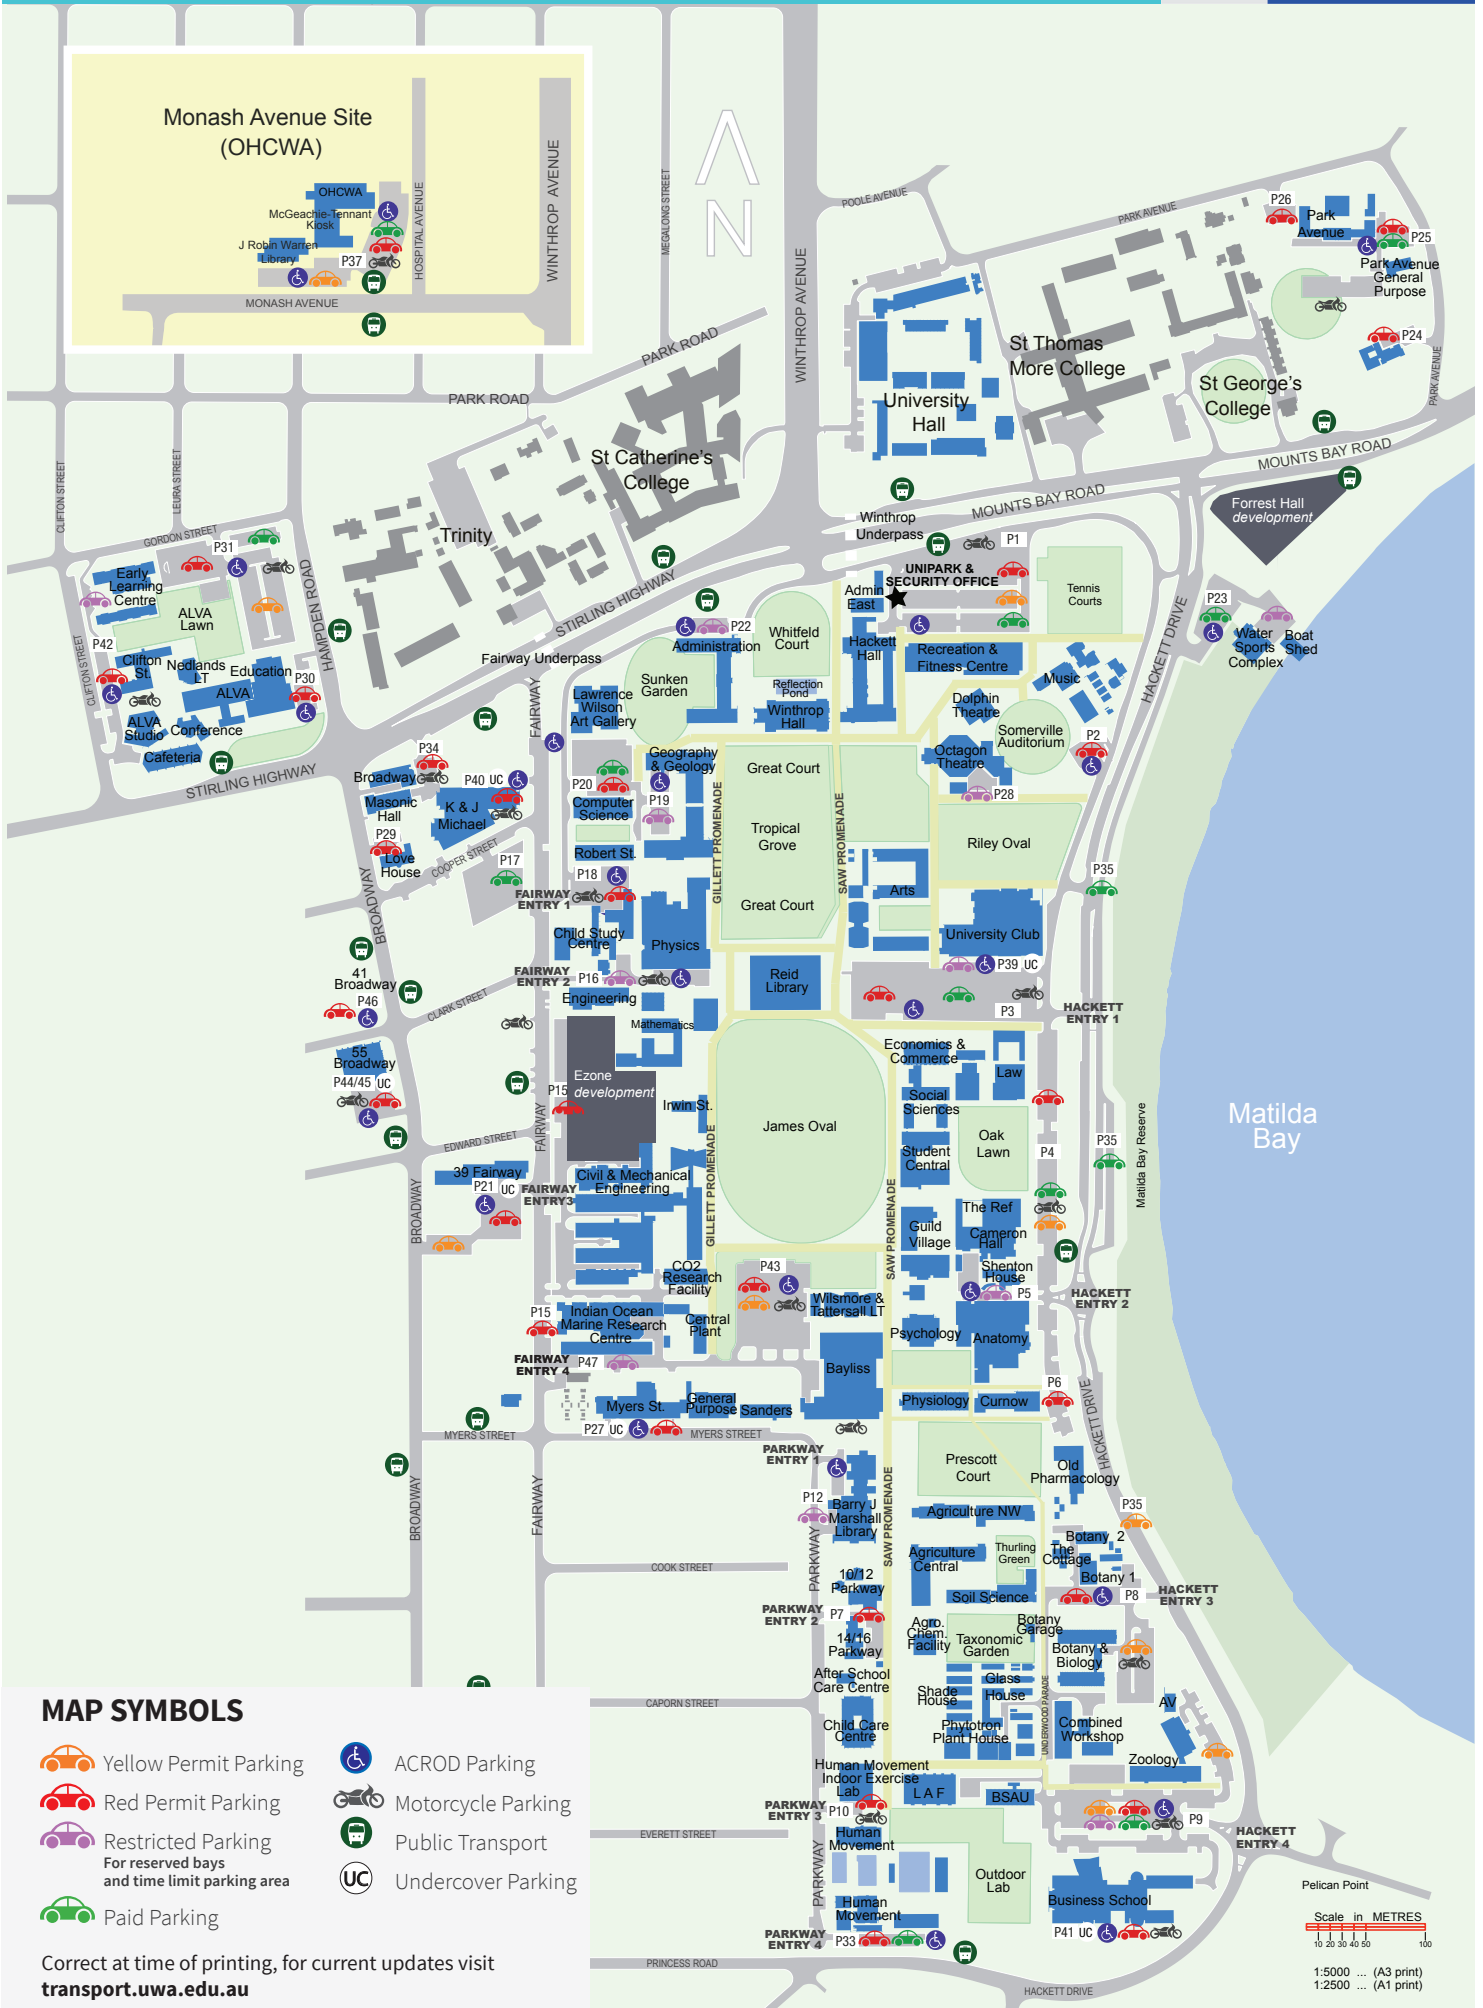 Monash Avenue Site
(OHCWA)
OHCWA
McGeachie-Tennant
Kiosk
J Robin Warren
Library
P37
HOSPITAL AVENUE
WINTHROP AVENUE
MONASH AVENUE
MEGALONG STREET
N
WINTHROP AVENUE
POOLE AVENUE
PARK AVENUE
P26
Park
Avenue
P25
Park Avenue
General
Purpose
P24
PARK AVENUE
St Thomas
More College
St George's
College
University
Hall
PARK ROAD
PARK ROAD
St Catherine's
College
Trinity
MOUNTS BAY ROAD
MOUNTS BAY ROAD
Forrest Hall
development
CLIFTON STREET
LEURA STREET
GORDON STREET
HAMPDEN ROAD
STIRLING HIGHWAY
Winthrop
Underpass
P1
UNIPARK &
SECURITY OFFICE
Admin
East
Tennis
Courts
HACKETT DRIVE
P23
Water
Sports
Complex
Boat
Shed
P31
Early
Learning
Centre
ALVA
Lawn
P42
CLIFTON STREET
Clifton
St.
Nedlands
LT
Education
P30
ALVA
ALVA
Studio
Conference
Cafeteria
STIRLING HIGHWAY
Fairway Underpass
P22
Administration
Whitfeld
Court
Hackett
Hall
Recreation &
Fitness Centre
Music
Sunken
Garden
Reflection
Pond
Winthrop
Hall
Lawrence
Wilson
Art Gallery
FAIRWAY
Dolphin
Theatre
Somerville
Auditorium
Octagon
Theatre
P2
P28
P34
Broadway
P40 UC
Masonic
Hall
K & J
Michael
P29
Love
House
COOPER STREET
P17
BROADWAY
Geography
& Geology
P20
Computer
Science
P19
Robert St.
P18
FAIRWAY
ENTRY 1
GILLETT PROMENADE
SAW PROMENADE
Great Court
Tropical
Grove
Great Court
Riley Oval
P35
Arts
University Club
P39 UC
Child Study
Centre
Physics
FAIRWAY
ENTRY 2
P16
Engineering
Mathematics
Reid
Library
P3
HACKETT
ENTRY 1
41
Broadway
P46
CLARK STREET
55
Broadway
P44/45 UC
EDWARD STREET
P15
Ezone
development
FAIRWAY
Irwin St.
GILLETT PROMENADE
James Oval
Economics &
Commerce
Law
Social
Sciences
Oak
Lawn
Student
Central
P4
P35
Matilda Bay Reserve
Matilda
Bay
39 Fairway
P21 UC
FAIRWAY
ENTRY3
Civil & Mechanical
Engineering
BROADWAY
SAW PROMENADE
The Ref
Guild
Village
Cameron
Hall
Shenton
House
P5
HACKETT
ENTRY 2
CO2
Research
Facility
P43
Wilsmore &
Tattersall LT
P15
Indian Ocean
Marine Research
Centre
Central
Plant
Psychology
Anatomy
FAIRWAY
ENTRY 4
P47
Bayliss
P6
Physiology
Curnow
HACKETT DRIVE
Myers St.
General
Purpose
Sanders
P27 UC
MYERS STREET
MYERS STREET
PARKWAY
ENTRY 1
Prescott
Court
Old
Pharmacology
BROADWAY
FAIRWAY
P12
Barry J
Marshall
Library
SAW PROMENADE
PARKWAY
Agriculture NW
P35
Agriculture
Central
Thurling
Green
The
Cottage
Botany 2
Botany 1
P8
HACKETT
ENTRY 3
COOK STREET
10/12
Parkway
Soil Science
PARKWAY
ENTRY 2
P7
14/16
Parkway
Agro.
Chem.
Facility
Taxonomic
Garden
Botany
Garage
Botany &
Biology
After School
Care Centre
Shade
House
Glass
House
UNDERWOOD PARADE
CAPORN STREET
Child Care
Centre
Phytotron
Plant House
Combined
Workshop
AV
Zoology
Human Movement
Indoor Exercise
Lab
L A F
BSAU
PARKWAY
ENTRY 3
P10
P9
HACKETT
ENTRY 4
EVERETT STREET
Human
Movement
PARKWAY
Outdoor
Lab
Business School
Human
Movement
P41 UC
PARKWAY
ENTRY 4
P33
PRINCESS ROAD
HACKETT DRIVE
Pelican Point
Scale in METRES
10 20 30 40 50 100
1:5000 ... (A3 print)
1:2500 ... (A1 print)
MAP SYMBOLS
Yellow Permit Parking
Red Permit Parking
Restricted Parking
For reserved bays
and time limit parking area
Paid Parking
ACROD Parking
Motorcycle Parking
Public Transport
UC Undercover Parking
Correct at time of printing, for current updates visit
transport.uwa.edu.au